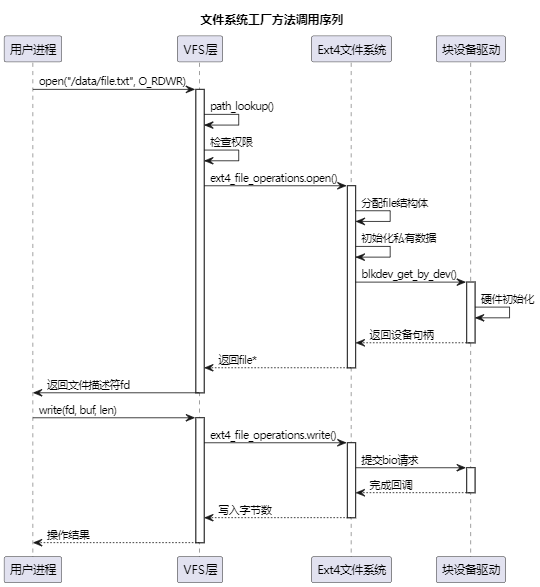 文件系统工厂方法调用序列
用户进程
VFS层
Ext4文件系统
块设备驱动
open("/data/file.txt", O_RDWR)
path_lookup()
检查权限
ext4_file_operations.open()
分配file结构体
初始化私有数据
blkdev_get_by_dev()
硬件初始化
返回设备句柄
返回file*
返回文件描述符fd
write(fd, buf, len)
ext4_file_operations.write()
提交bio请求
完成回调
写入字节数
操作结果
用户进程
VFS层
Ext4文件系统
块设备驱动